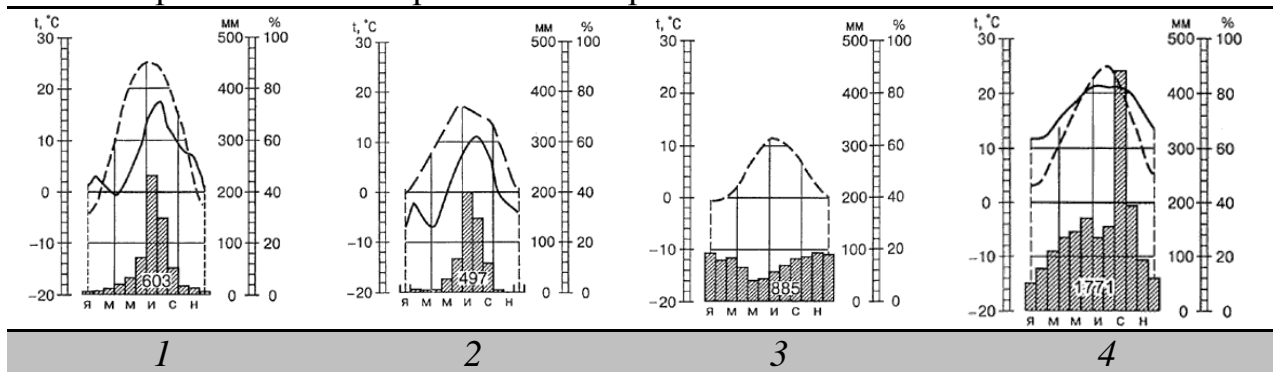 t, °C мм % t, °C мм % t, °C мм % t, °C мм %
30 500 100 30 500 100 30 500 100 30 500 100
20 400 80 20 400 80 20 400 80 20 400 80
10 300 60 10 300 60 10 300 60 10 300 60
0 200 40 0 200 40 0 200 40 0 200 40
−10 100 20 −10 100 20 −10 100 20 −10 100 20
603 497 885 1771
−20 0 0 −20 0 0 −20 0 0 −20 0 0
Я М М И С Н Я М М И С Н Я М М И С Н Я М М И С Н
1 2 3 4